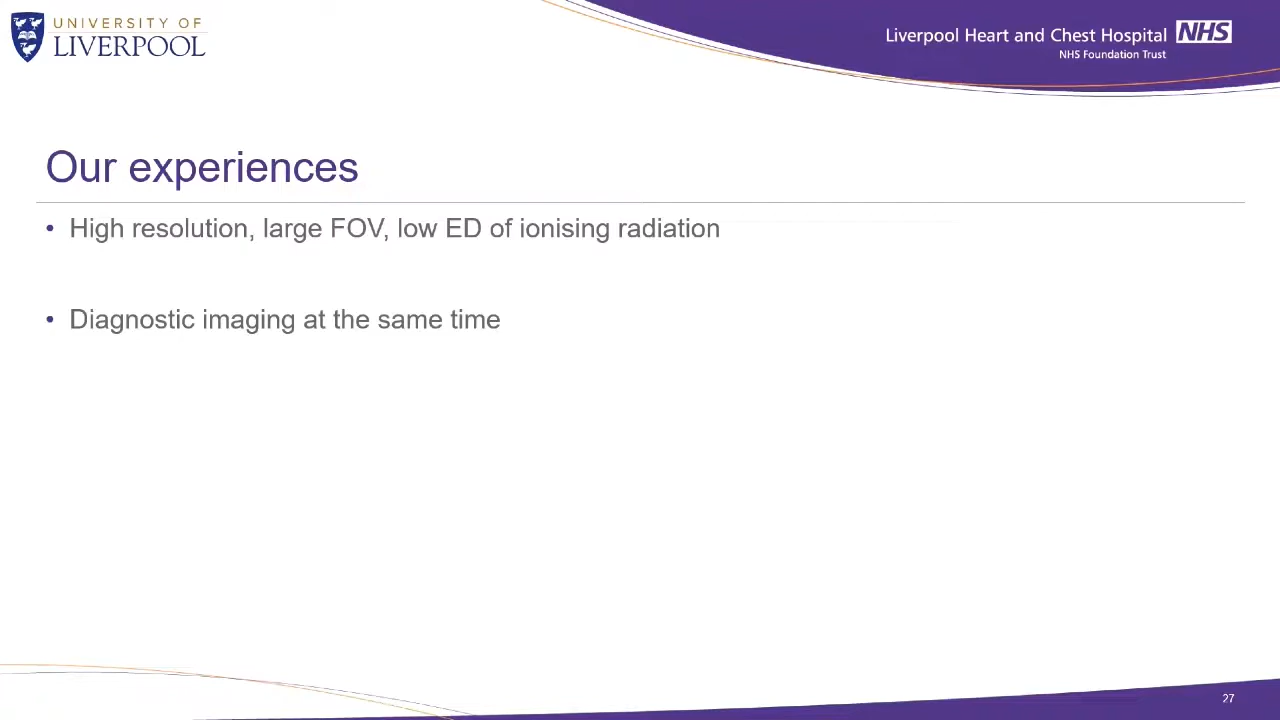 UNIVERSITY OF
LIVERPOOL
Liverpool Heart and Chest Hospital NHS
NHS Foundation Trust
Our experiences
• High resolution, large FOV, low ED of ionising radiation
• Diagnostic imaging at the same time
27